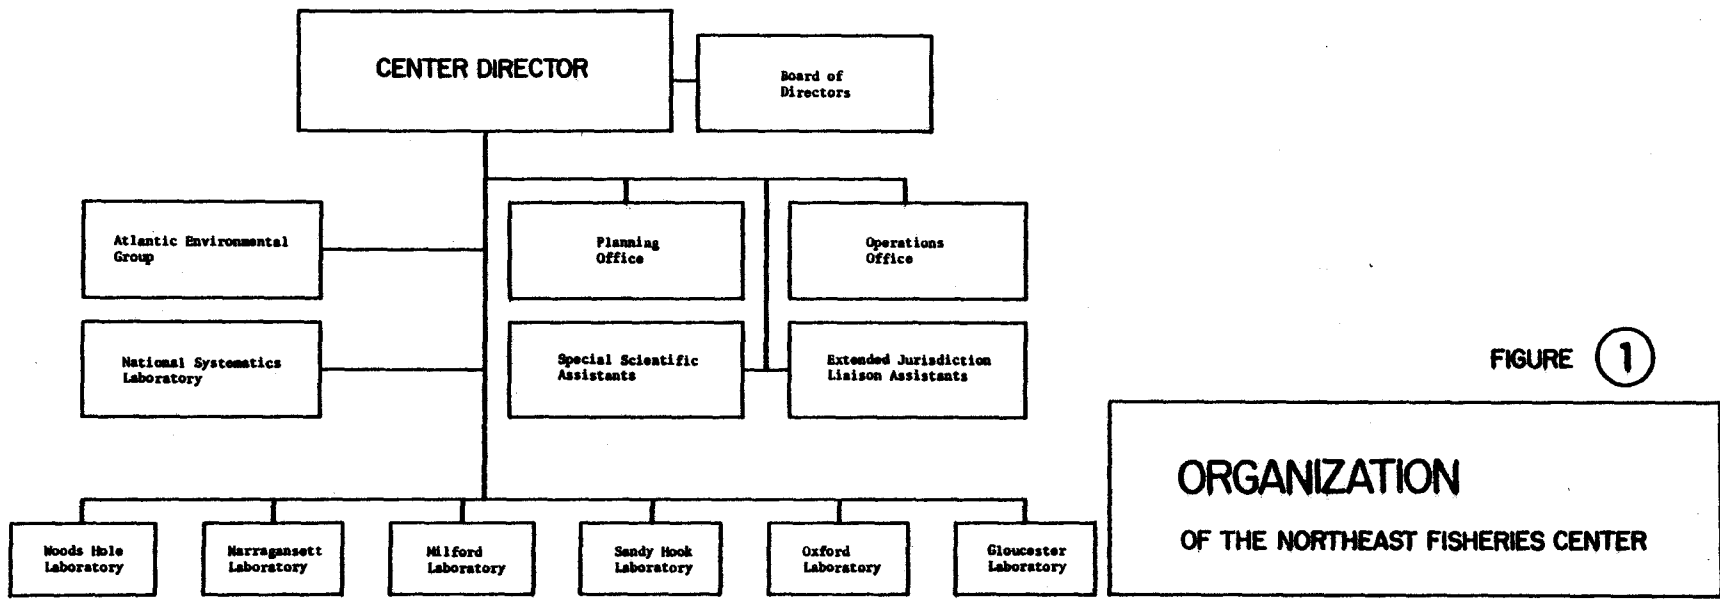 CENTER DIRECTOR
Board of
Directors
Atlantic Environmental
Group
Planning
Office
Operations
Office
National Systematics
Laboratory
Special Scientific
Assistants
Extended Jurisdiction
Liaison Assistants
FIGURE 1
ORGANIZATION
OF THE NORTHEAST FISHERIES CENTER
Woods Hole
Laboratory
Narragansett
Laboratory
Milford
Laboratory
Sandy Hook
Laboratory
Oxford
Laboratory
Gloucester
Laboratory